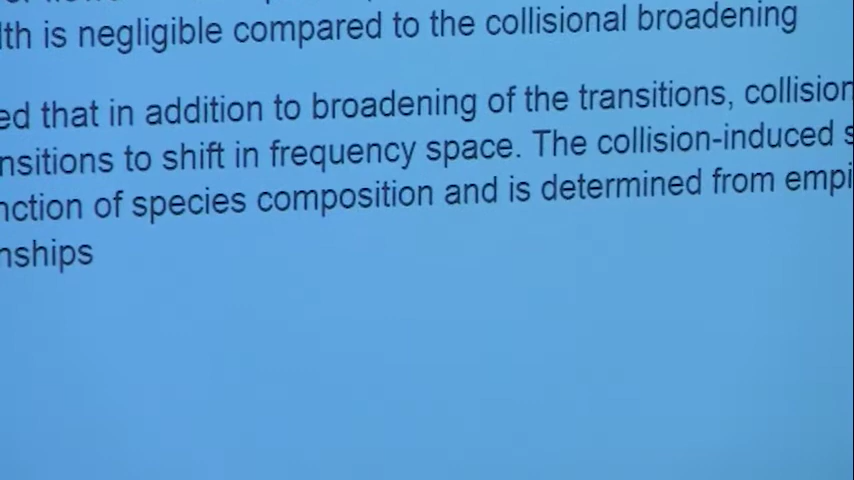 lth is negligible compared to the collisional broadening
ed that in addition to broadening of the transitions, collision
nsitions to shift in frequency space. The collision-induced s
nction of species composition and is determined from empi
nships